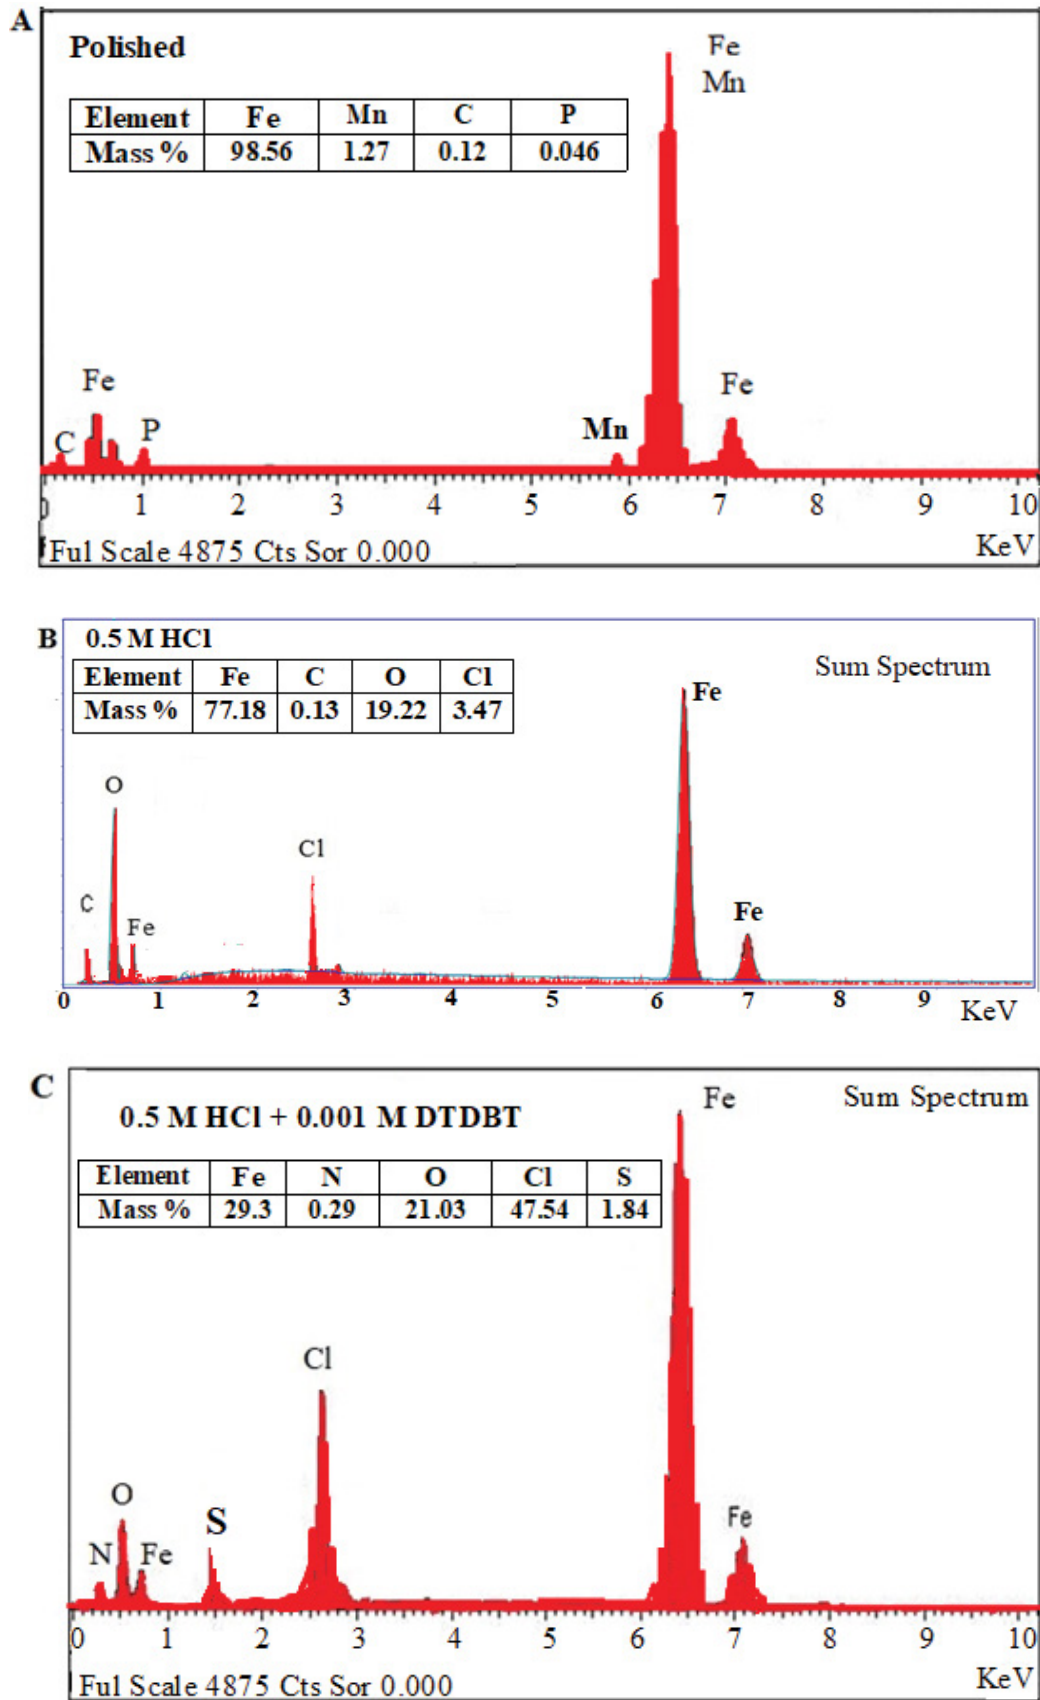 A
Polished
Element Fe Mn C P
Mass % 98.56 1.27 0.12 0.046
Fe
Mn
Fe
C
P
Mn
Fe
0 1 2 3 4 5 6 7 8 9 10
Ful Scale 4875 Cts Sor 0.000
KeV
B
0.5 M HCl
Element Fe C O Cl
Mass % 77.18 0.13 19.22 3.47
Sum Spectrum
O
C
Fe
Cl
Fe
Fe
0 1 2 3 4 5 6 7 8 9
KeV
C
0.5 M HCl + 0.001 M DTDBT
Sum Spectrum
Element Fe N O Cl S
Mass % 29.3 0.29 21.03 47.54 1.84
N
O
Fe
S
Cl
Fe
Fe
0 1 2 3 4 5 6 7 8 9 10
Ful Scale 4875 Cts Sor 0.000
KeV